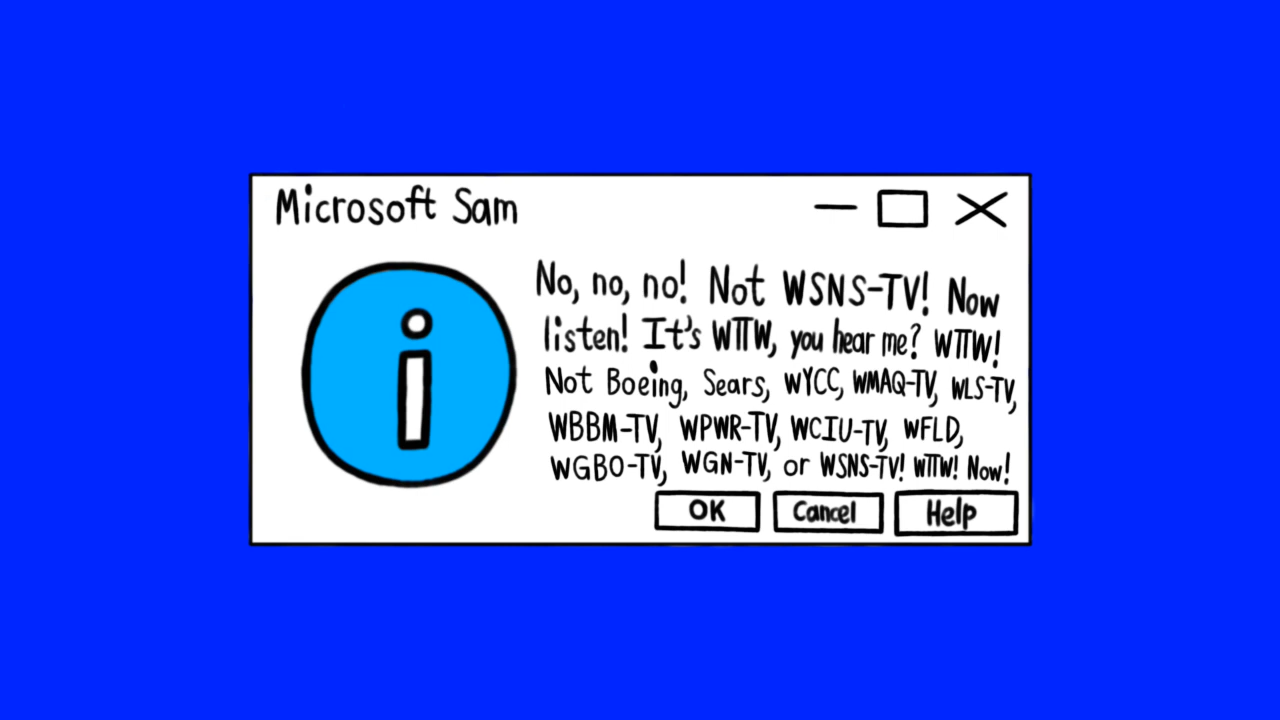 Microsoft Sam
i
No, no, no! Not WSNS-TV! Now
listen! It's WTTW, you hear me? WTTW!
Not Boeing, Sears, WYCC, WMAQ-TV, WLS-TV,
WBBM-TV, WPWR-TV, WCIU-TV, WFLD,
WGBO-TV, WGN-TV, or WSNS-TV! WTTW! Now!
OK Cancel Help